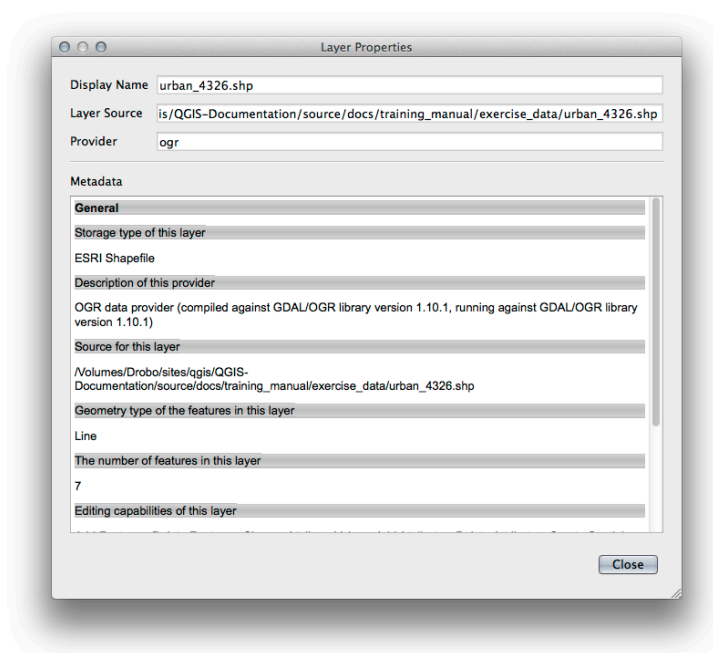 Layer Properties
Display Name urban_4326.shp
Layer Source is/QGIS-Documentation/source/docs/training_manual/exercise_data/urban_4326.shp
Provider ogr
Metadata
General
Storage type of this layer
ESRI Shapefile
Description of this provider
OGR data provider (compiled against GDAL/OGR library version 1.10.1, running against GDAL/OGR library
version 1.10.1)
Source for this layer
/Volumes/Drobo/sites/qgis/QGIS-
Documentation/source/docs/training_manual/exercise_data/urban_4326.shp
Geometry type of the features in this layer
Line
The number of features in this layer
7
Editing capabilities of this layer
Close